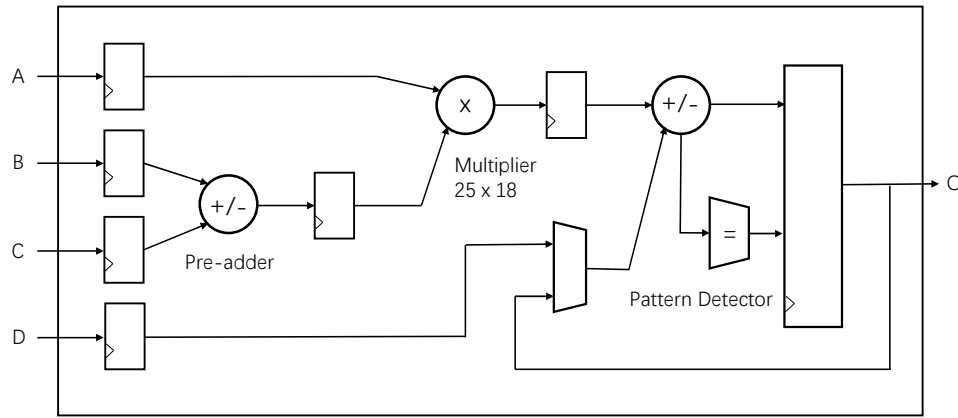 A
B
C
D
+/-
Pre-adder
x
Multiplier
25 x 18
+/-
=
Pattern Detector
O